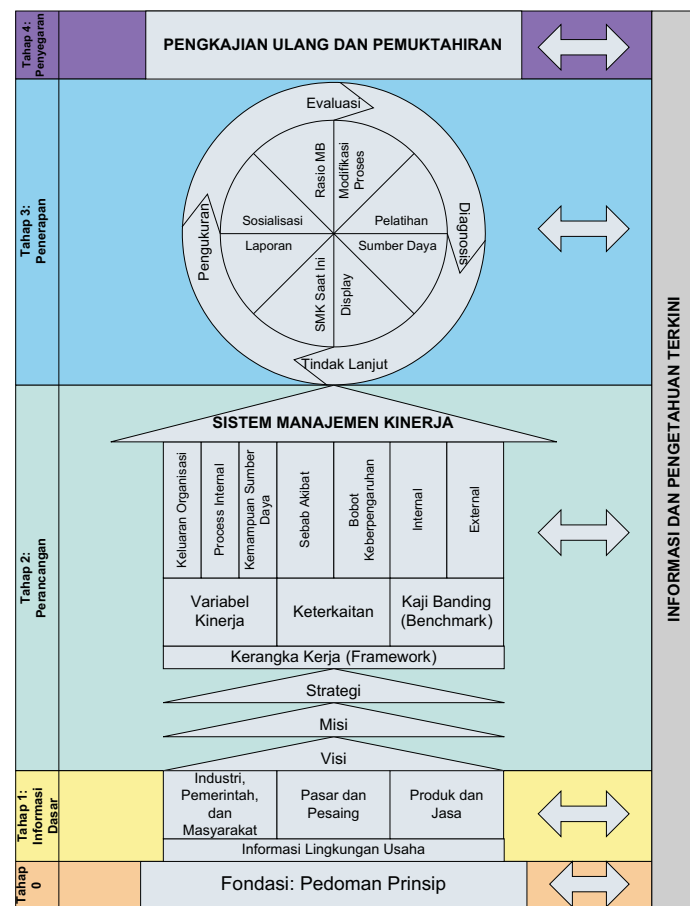 Tahap 4:
Penyegaran
PENGKAJIAN ULANG DAN PEMUKTAHIRAN
INFORMASI DAN PENGETAHUAN TERKINI
Tahap 3:
Penerapan
Evaluasi
Diagnosis
Tindak Lanjut
Pengukuran
Rasio MB
Modifikasi
Proses
Sosialisasi
Pelatihan
Laporan
Sumber Daya
SMK Saat Ini
Display
Tahap 2:
Perancangan
SISTEM MANAJEMEN KINERJA
Keluaran Organisasi
Process Internal
Kemampuan Sumber
Daya
Sebab Akibat
Bobot
Keberpengaruhan
Internal
External
Variabel
Kinerja
Keterkaitan
Kaji Banding
(Benchmark)
Kerangka Kerja (Framework)
Strategi
Misi
Visi
Tahap 1:
Informasi
Dasar
Industri,
Pemerintah,
dan
Masyarakat
Pasar dan
Pesaing
Produk dan
Jasa
Informasi Lingkungan Usaha
Tahap
0
Fondasi: Pedoman Prinsip